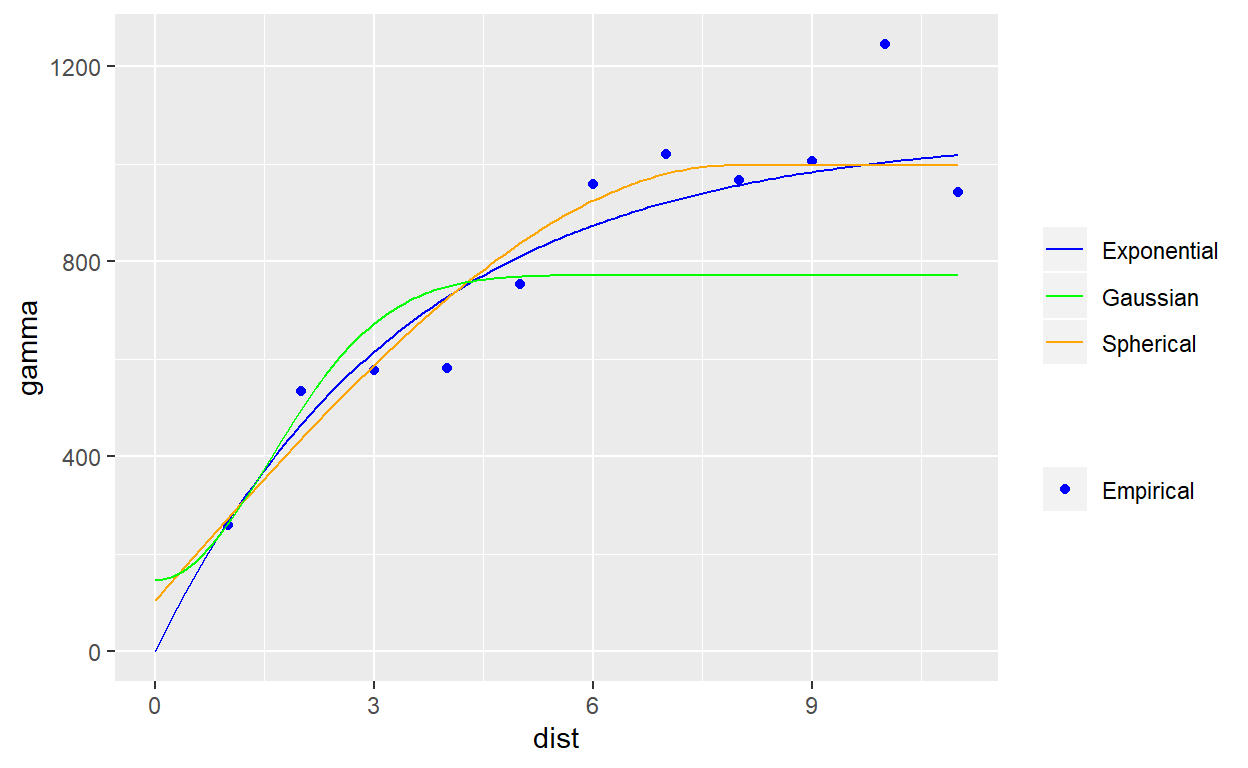 1200
800
400
0
gamma
0 3 6 9
dist
Exponential
Gaussian
Spherical
Empirical